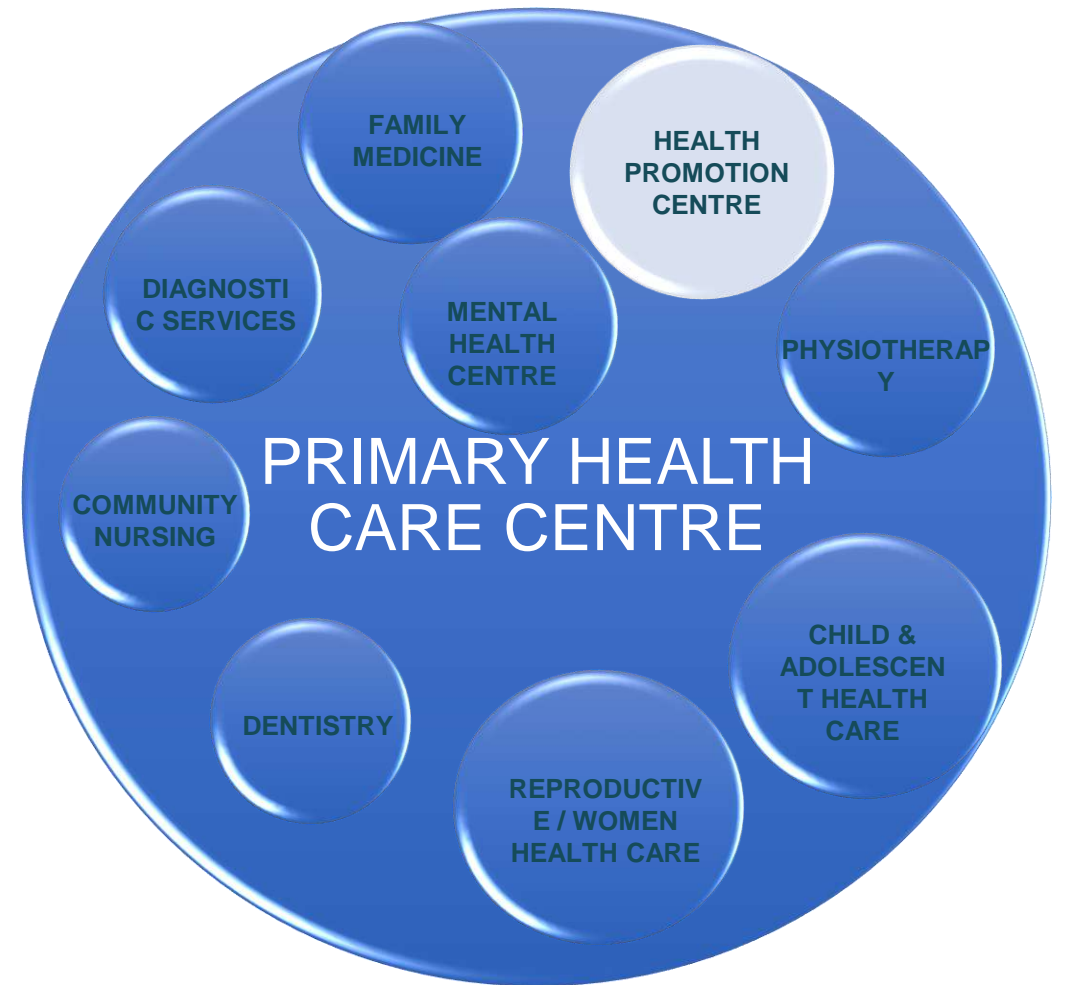 FAMILY
MEDICINE
HEALTH
PROMOTION
CENTRE
DIAGNOSTI
C SERVICES
MENTAL
HEALTH
CENTRE
PHYSIOTHERAP
Y
PRIMARY HEALTH
CARE CENTRE
COMMUNITY
NURSING
CHILD &
ADOLESCEN
T HEALTH
CARE
DENTISTRY
REPRODUCTIV
E / WOMEN
HEALTH CARE